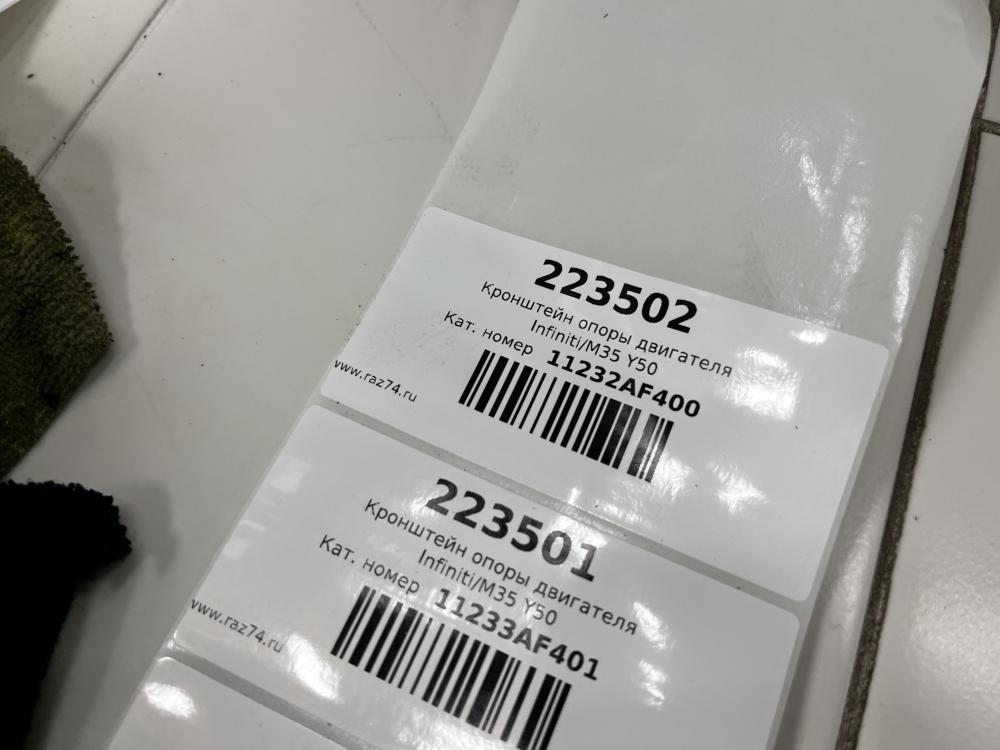 223502
Кронштейн опоры двигателя
Infiniti/M35 Y50
Кат. номер 11232AF400
www.raz74.ru
223501
Кронштейн опоры двигателя
Infiniti/M35 Y50
Кат. номер 11233AF401
www.raz74.ru